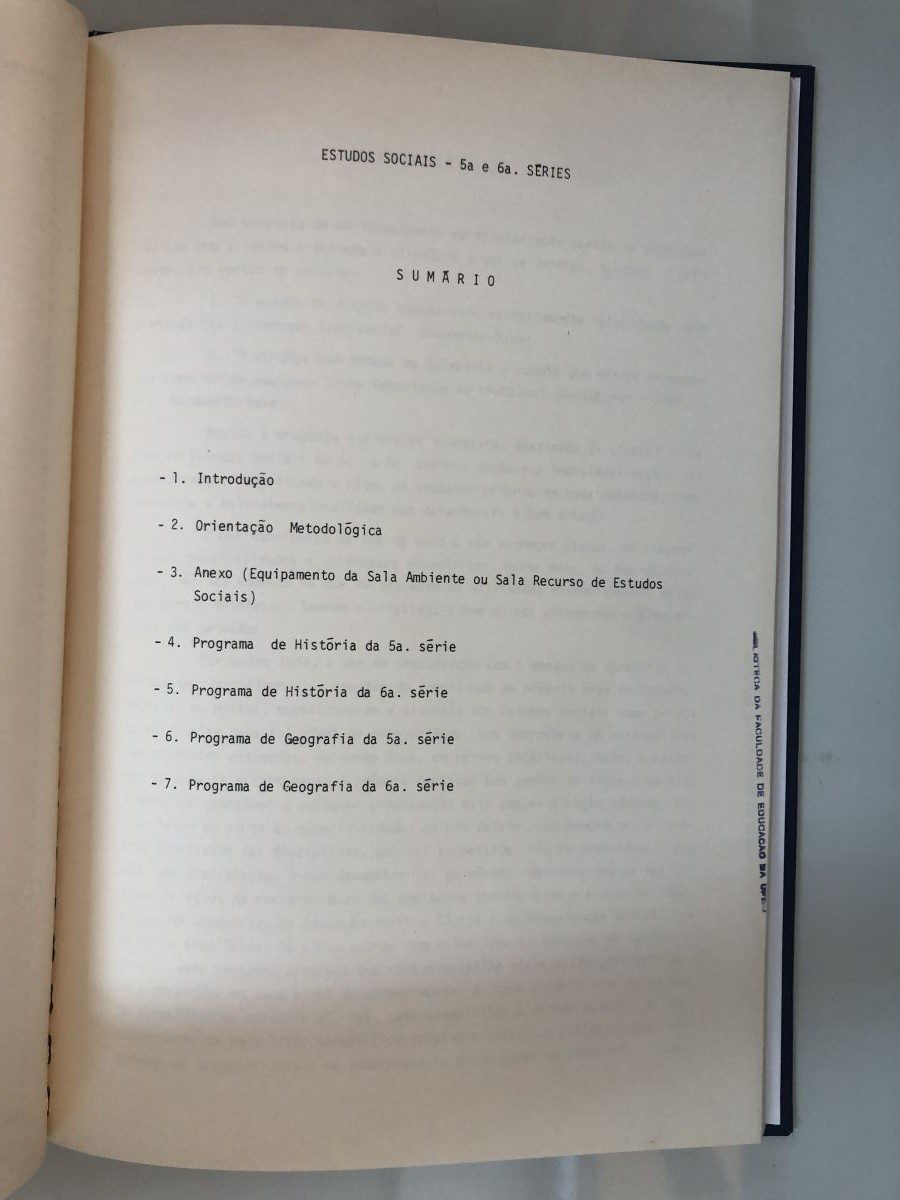 ESTUDOS SOCIAIS - 5a e 6a. SÉRIES
SUMÁRIO
- 1. Introdução
- 2. Orientação Metodológica
- 3. Anexo (Equipamento da Sala Ambiente ou Sala Recurso de Estudos
Sociais)
- 4. Programa de História da 5a. série
- 5. Programa de História da 6a. série
- 6. Programa de Geografia da 5a. série
- 7. Programa de Geografia da 6a. série
DA FACULDADE DE EDUCAÇÃO DA